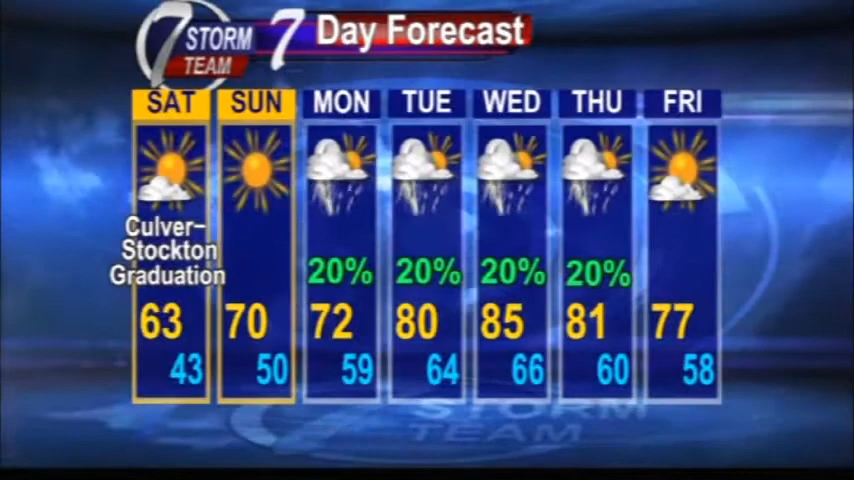 7 STORM TEAM
7 Day Forecast
SAT SUN MON TUE WED THU FRI
Culver-
Stockton
Graduation
20% 20% 20% 20%
63 70 72 80 85 81 77
43 50 59 64 66 60 58
7 STORM
TEAM